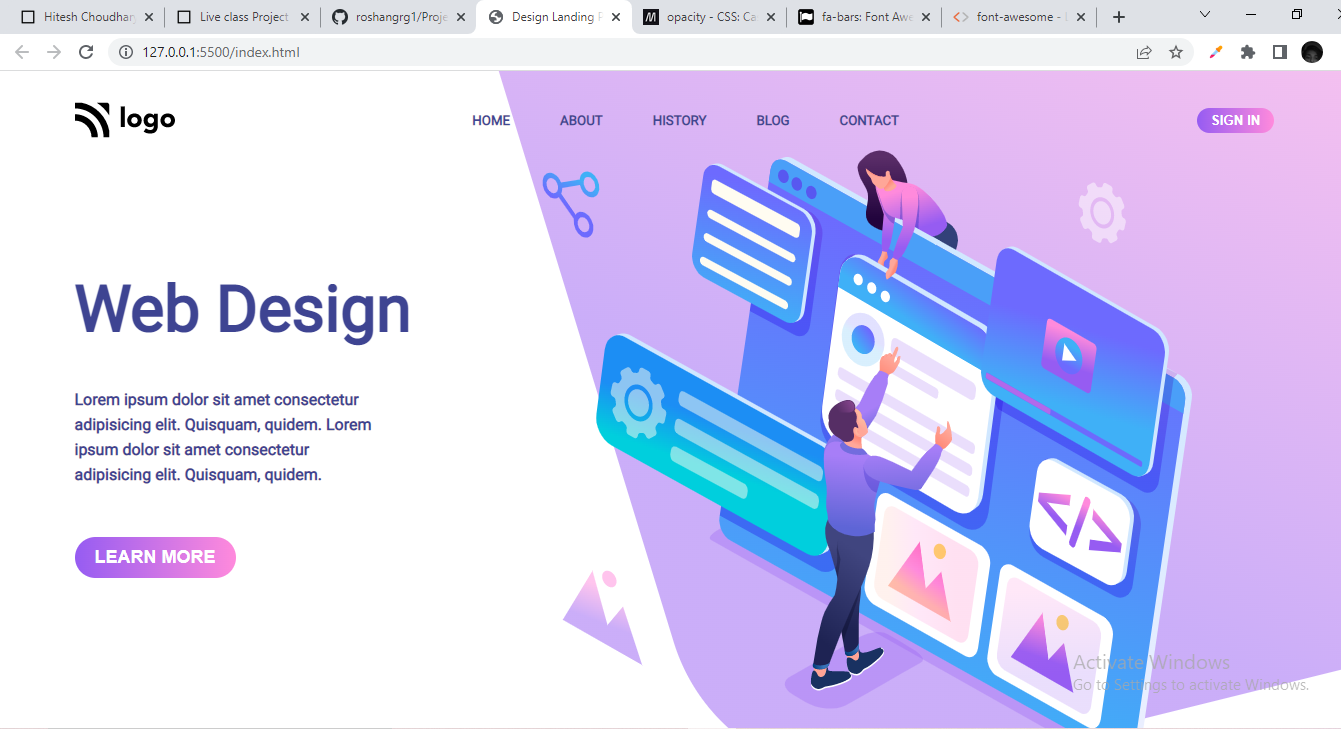 Hitesh Choudhar
Live class Project
roshangrg1/Proje
Design Landing P
opacity - CSS: Ca
fa-bars: Font Awe
font-awesome - L
127.0.0.1:5500/index.html
logo
HOME ABOUT HISTORY BLOG CONTACT SIGN IN
Web Design
Lorem ipsum dolor sit amet consectetur
adipisicing elit. Quisquam, quidem. Lorem
ipsum dolor sit amet consectetur
adipisicing elit. Quisquam, quidem.
LEARN MORE
</>
Activate Windows
Go to Settings to activate Windows.